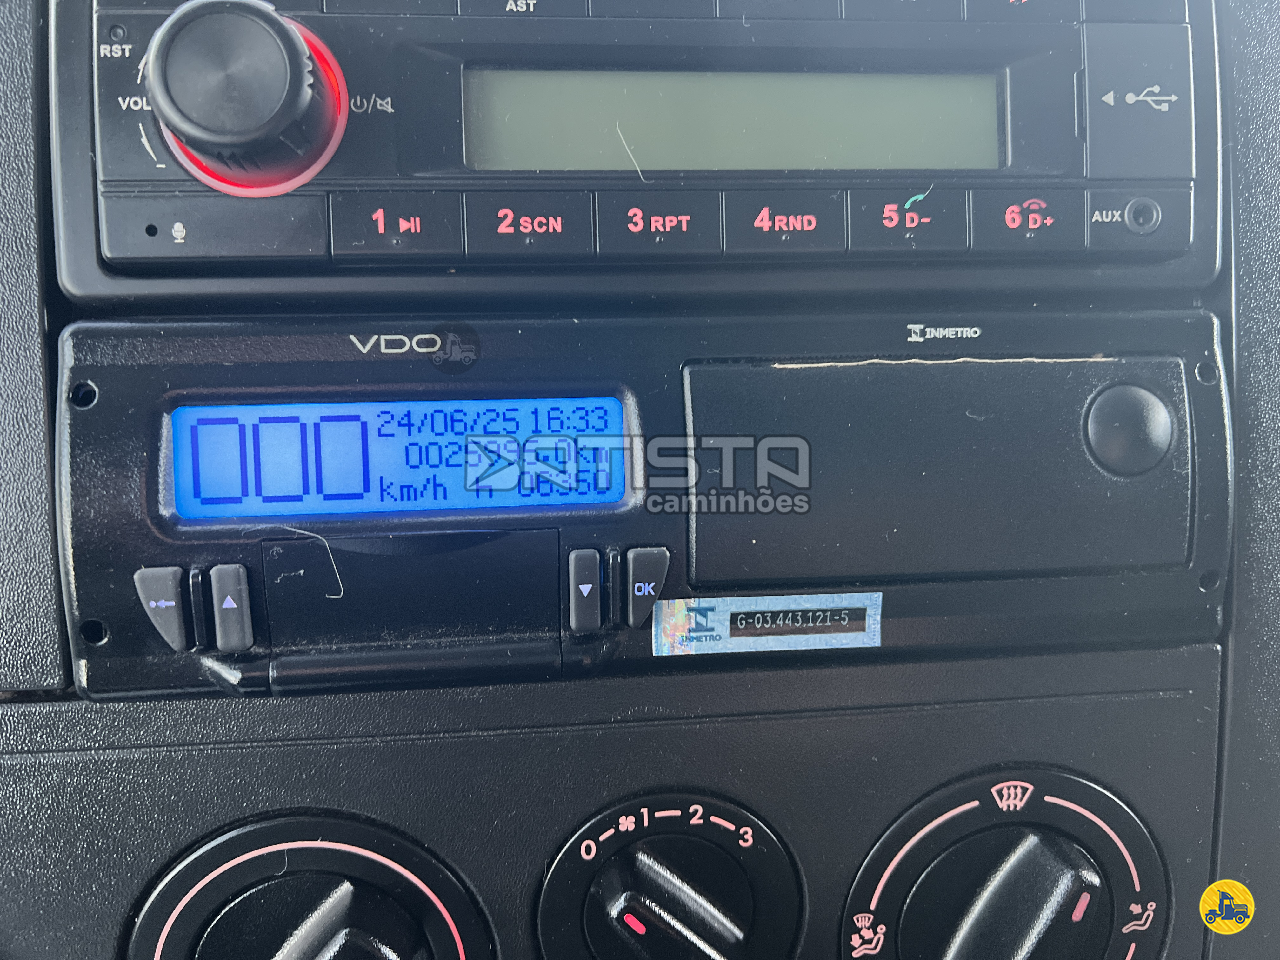 AST
RST
VOL
1 2 SCN 3 RPT 4 RND 5 D- 6 D+ AUX
VDO
INMETRO
000
24/06/25 16:33
km/h
BATISTA
caminhões
OK
INMETRO
G-03.443.121-5
0 1 2 3